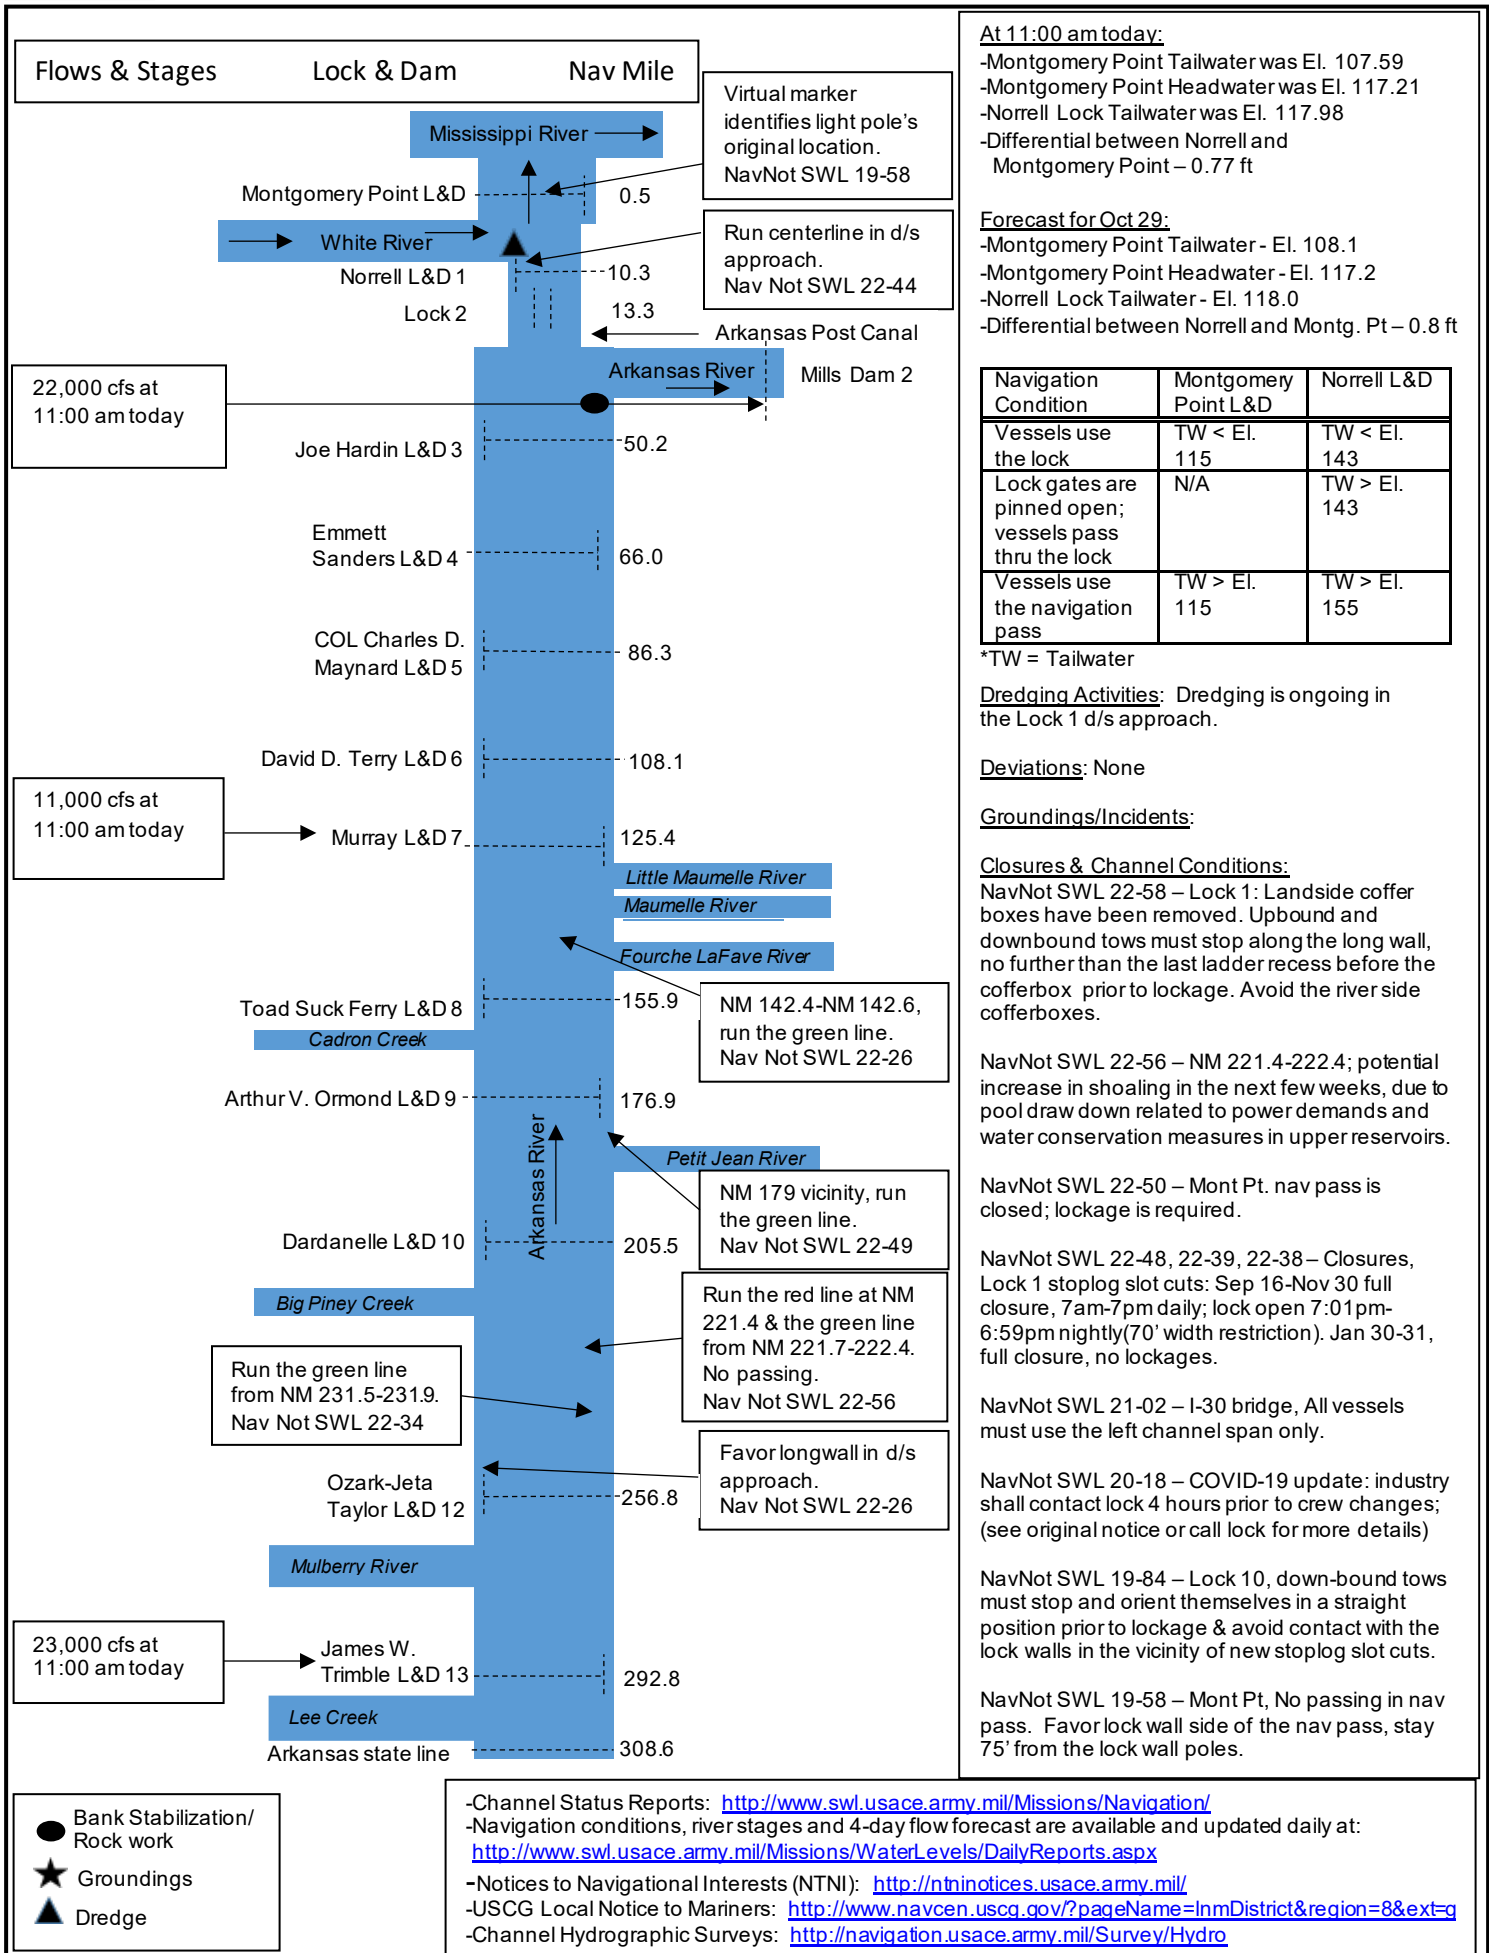 Flows & Stages Lock & Dam Nav Mile
Mississippi River
Virtual marker
identifies light pole's
original location.
NavNot SWL 19-58
Montgomery Point L&D
0.5
White River
Run centerline in d/s
approach.
Nav Not SWL 22-44
Norrell L&D 1
10.3
Lock 2
13.3
Arkansas Post Canal
Arkansas River
Mills Dam 2
22,000 cfs at
11:00 am today
Joe Hardin L&D 3
50.2
Emmett
Sanders L&D 4
66.0
COL Charles D.
Maynard L&D 5
86.3
David D. Terry L&D 6
108.1
11,000 cfs at
11:00 am today
Murray L&D 7
125.4
Little Maumelle River
Maumelle River
Fourche LaFave River
Toad Suck Ferry L&D 8
155.9
NM 142.4-NM 142.6,
run the green line.
Nav Not SWL 22-26
Cadron Creek
Arthur V. Ormond L&D 9
176.9
Arkansas River
Petit Jean River
NM 179 vicinity, run
the green line.
Nav Not SWL 22-49
Dardanelle L&D 10
205.5
Big Piney Creek
Run the red line at NM
221.4 & the green line
from NM 221.7-222.4.
No passing.
Nav Not SWL 22-56
Run the green line
from NM 231.5-231.9.
Nav Not SWL 22-34
Favor longwall in d/s
approach.
Nav Not SWL 22-26
Ozark-Jeta
Taylor L&D 12
256.8
Mulberry River
23,000 cfs at
11:00 am today
James W.
Trimble L&D 13
292.8
Lee Creek
Arkansas state line
308.6
At 11:00 am today:
-Montgomery Point Tailwater was El. 107.59
-Montgomery Point Headwater was El. 117.21
-Norrell Lock Tailwater was El. 117.98
-Differential between Norrell and
Montgomery Point – 0.77 ft
Forecast for Oct 29:
-Montgomery Point Tailwater - El. 108.1
-Montgomery Point Headwater - El. 117.2
-Norrell Lock Tailwater - El. 118.0
-Differential between Norrell and Montg. Pt – 0.8 ft
Navigation Montgomery Norrell L&D
Condition Point L&D
Vessels use TW < El. TW < El.
the lock 115 143
Lock gates are N/A TW > El.
pinned open; 143
vessels pass
thru the lock
Vessels use TW > El. TW > El.
the navigation 115 155
pass
*TW = Tailwater
Dredging Activities: Dredging is ongoing in
the Lock 1 d/s approach.
Deviations: None
Groundings/Incidents:
Closures & Channel Conditions:
NavNot SWL 22-58 – Lock 1: Landside coffer
boxes have been removed. Upbound and
downbound tows must stop along the long wall,
no further than the last ladder recess before the
cofferbox prior to lockage. Avoid the river side
cofferboxes.
NavNot SWL 22-56 – NM 221.4-222.4; potential
increase in shoaling in the next few weeks, due to
pool draw down related to power demands and
water conservation measures in upper reservoirs.
NavNot SWL 22-50 – Mont Pt. nav pass is
closed; lockage is required.
NavNot SWL 22-48, 22-39, 22-38 – Closures,
Lock 1 stoplog slot cuts: Sep 16-Nov 30 full
closure, 7am-7pm daily; lock open 7:01pm-
6:59pm nightly(70' width restriction). Jan 30-31,
full closure, no lockages.
NavNot SWL 21-02 – I-30 bridge, All vessels
must use the left channel span only.
NavNot SWL 20-18 – COVID-19 update: industry
shall contact lock 4 hours prior to crew changes;
(see original notice or call lock for more details)
NavNot SWL 19-84 – Lock 10, down-bound tows
must stop and orient themselves in a straight
position prior to lockage & avoid contact with the
lock walls in the vicinity of new stoplog slot cuts.
NavNot SWL 19-58 – Mont Pt, No passing in nav
pass. Favor lock wall side of the nav pass, stay
75' from the lock wall poles.
Bank Stabilization/
Rock work
Groundings
Dredge
-Channel Status Reports: http://www.swl.usace.army.mil/Missions/Navigation/
-Navigation conditions, river stages and 4-day flow forecast are available and updated daily at:
http://www.swl.usace.army.mil/Missions/WaterLevels/DailyReports.aspx
-Notices to Navigational Interests (NTNI): http://ntninotices.usace.army.mil/
-USCG Local Notice to Mariners: http://www.navcen.uscg.gov/?pageName=lnmDistrict&region=8&ext=g
-Channel Hydrographic Surveys: http://navigation.usace.army.mil/Survey/Hydro